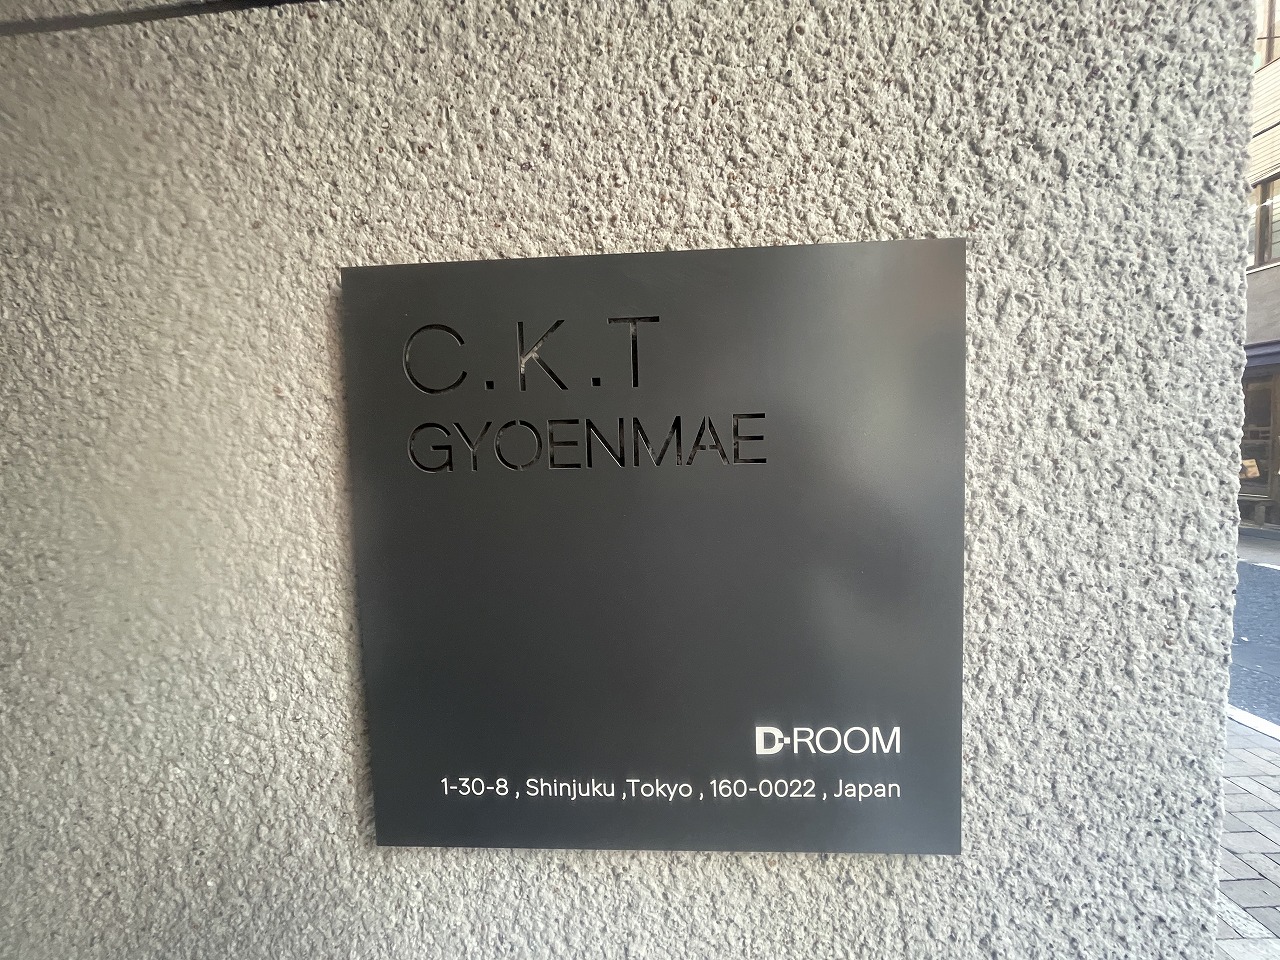 C.K.T
GYOENMAE
D-ROOM
1-30-8 , Shinjuku ,Tokyo , 160-0022 , Japan